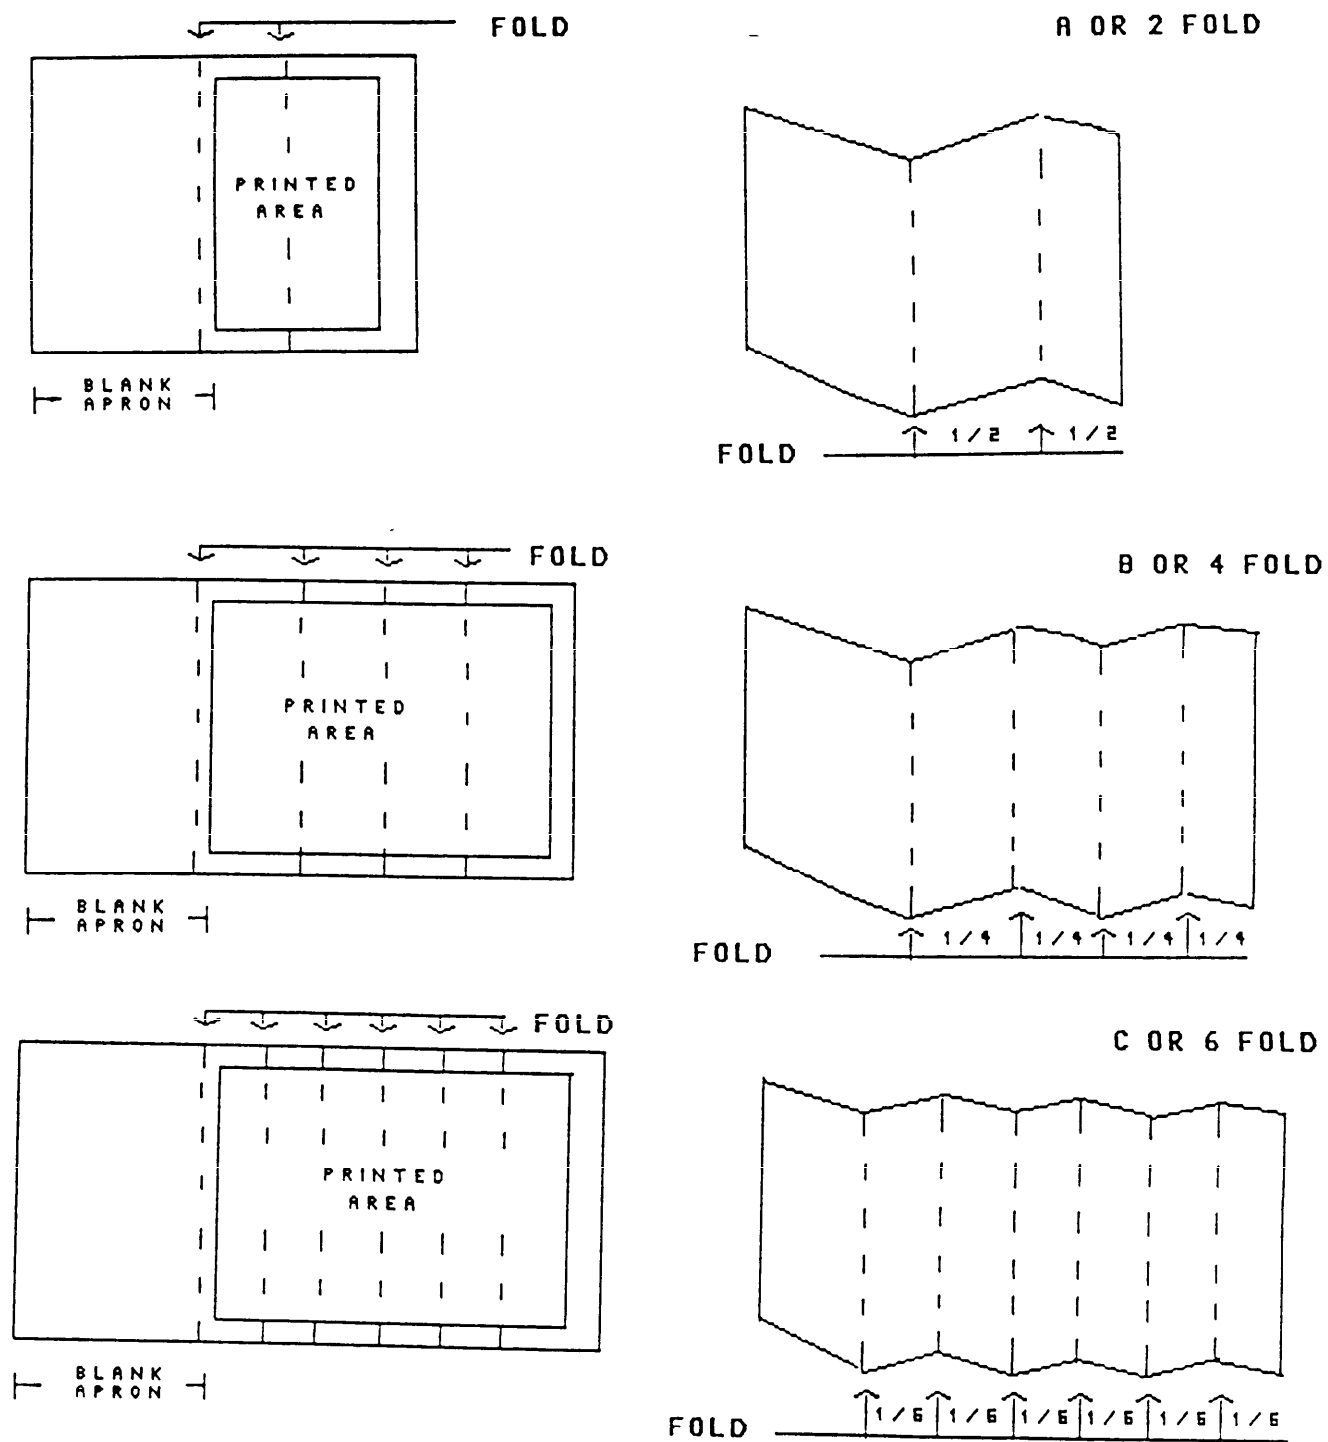 FOLD
A OR 2 FOLD
PRINTED
AREA
BLANK
APRON
1/2 1/2
FOLD
FOLD
B OR 4 FOLD
PRINTED
AREA
BLANK
APRON
1/4 1/4 1/4 1/4
FOLD
FOLD
C OR 6 FOLD
PRINTED
AREA
BLANK
APRON
1/6 1/6 1/6 1/6 1/6 1/6
FOLD